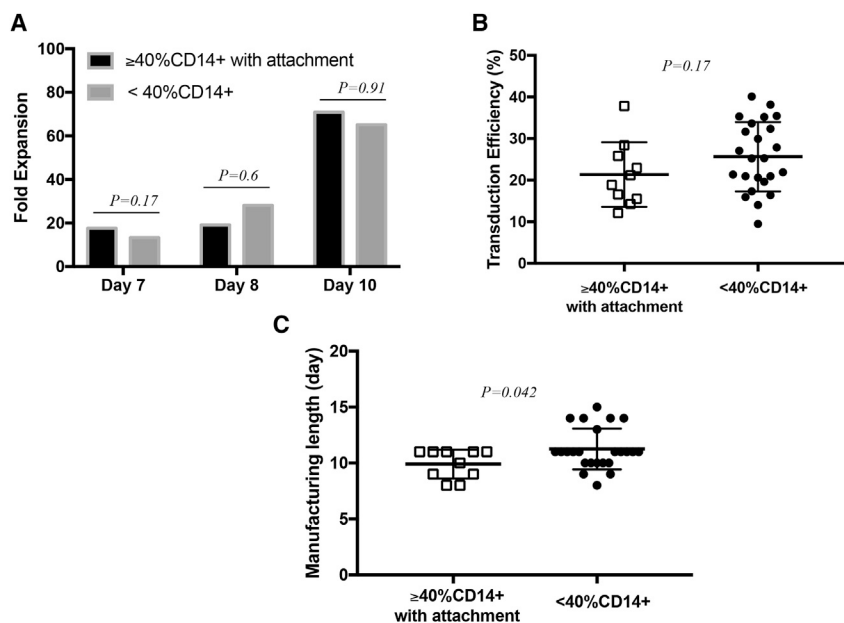 A
Fold Expansion
100
80
60
40
20
0
≥40%CD14+ with attachment
< 40%CD14+
P=0.17
P=0.6
P=0.91
Day 7
Day 8
Day 10
B
Transduction Efficiency (%)
50
40
30
20
10
0
P=0.17
≥40%CD14+
with attachment
<40%CD14+
C
Manufacturing length (day)
20
15
10
5
0
P=0.042
≥40%CD14+
with attachment
<40%CD14+